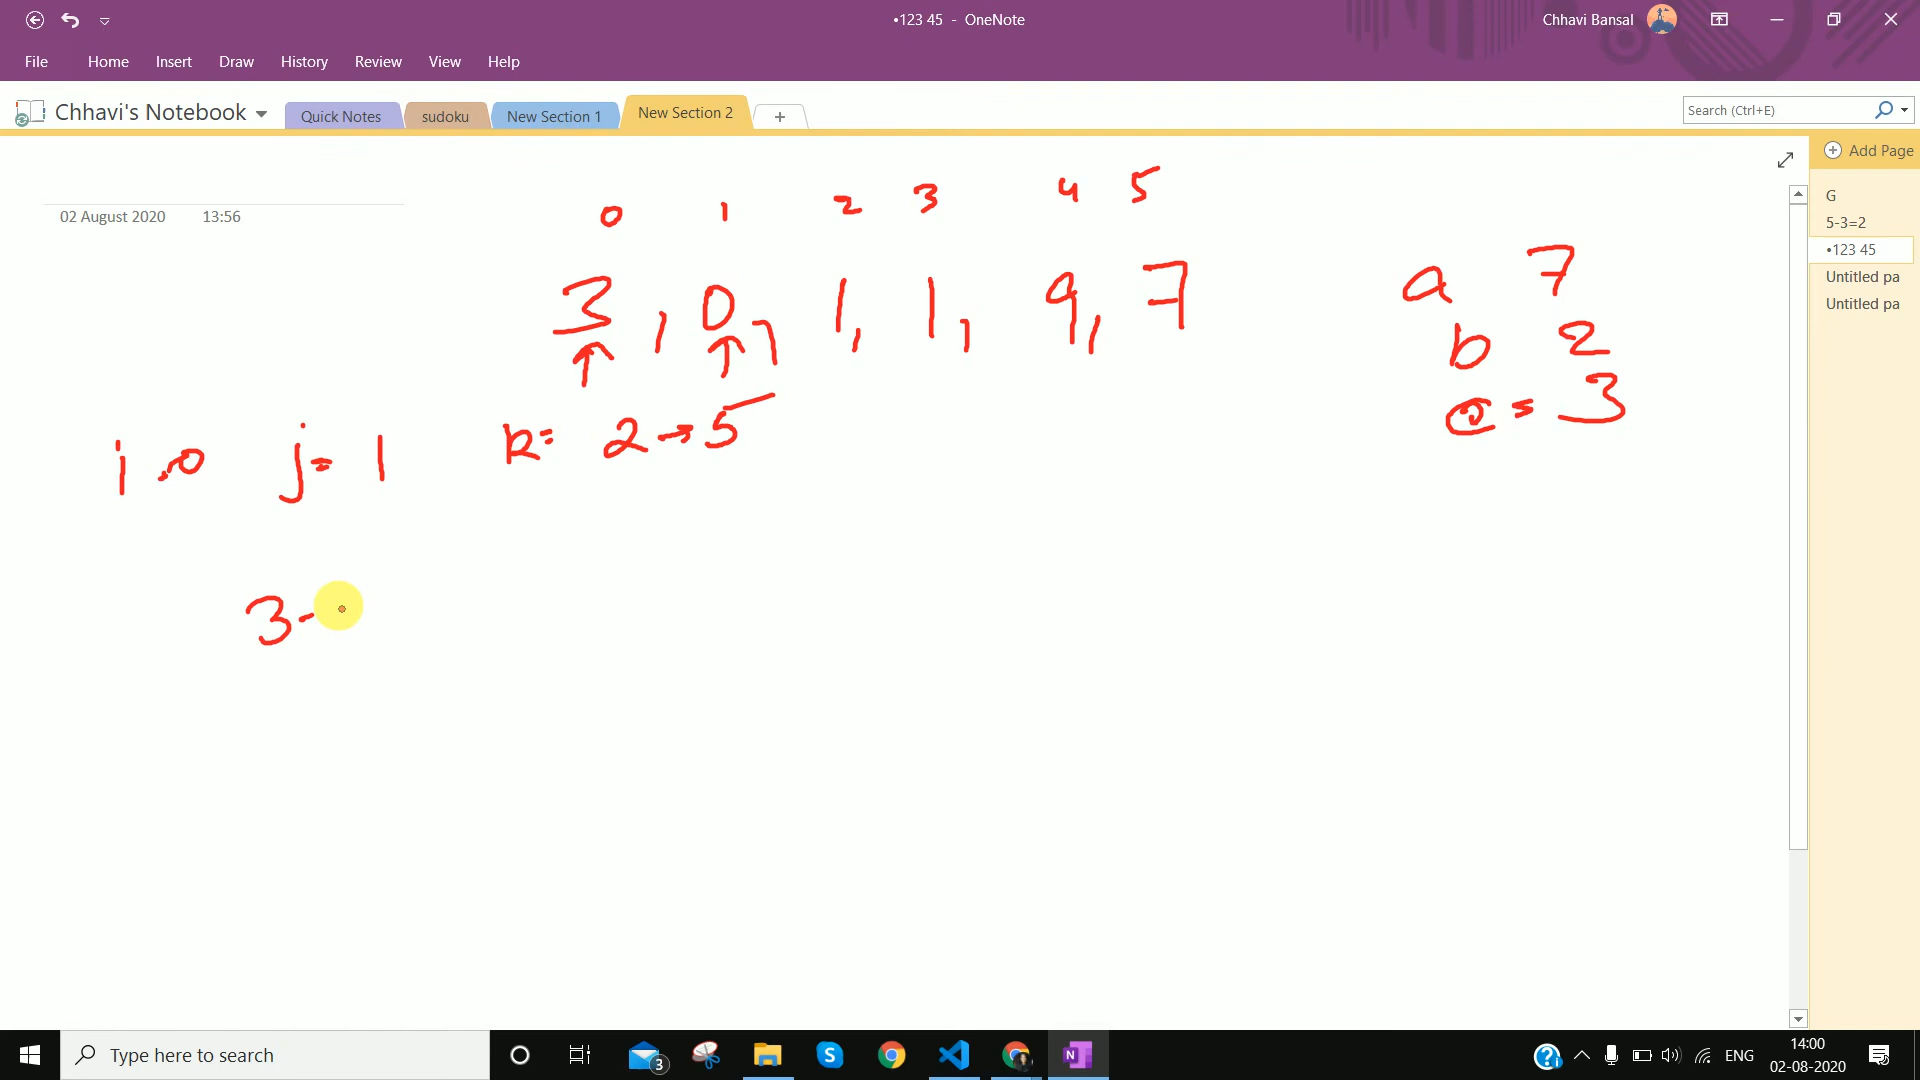 •123 45 - OneNote
Chhavi Bansal
File Home Insert Draw History Review View Help
Chhavi's Notebook
Quick Notes
sudoku
New Section 1
New Section 2
+
Search (Ctrl+E)
Add Page
G
5-3=2
•123 45
Untitled pa
Untitled pa
02 August 2020 13:56
0 1 2 3 4 5
3, 0, 1, 1, 9, 7
a 7
b 2
c = 3
i = 0 j = 1 k = 2 → 5
3 -
Type here to search
3
ENG
14:00
02-08-2020